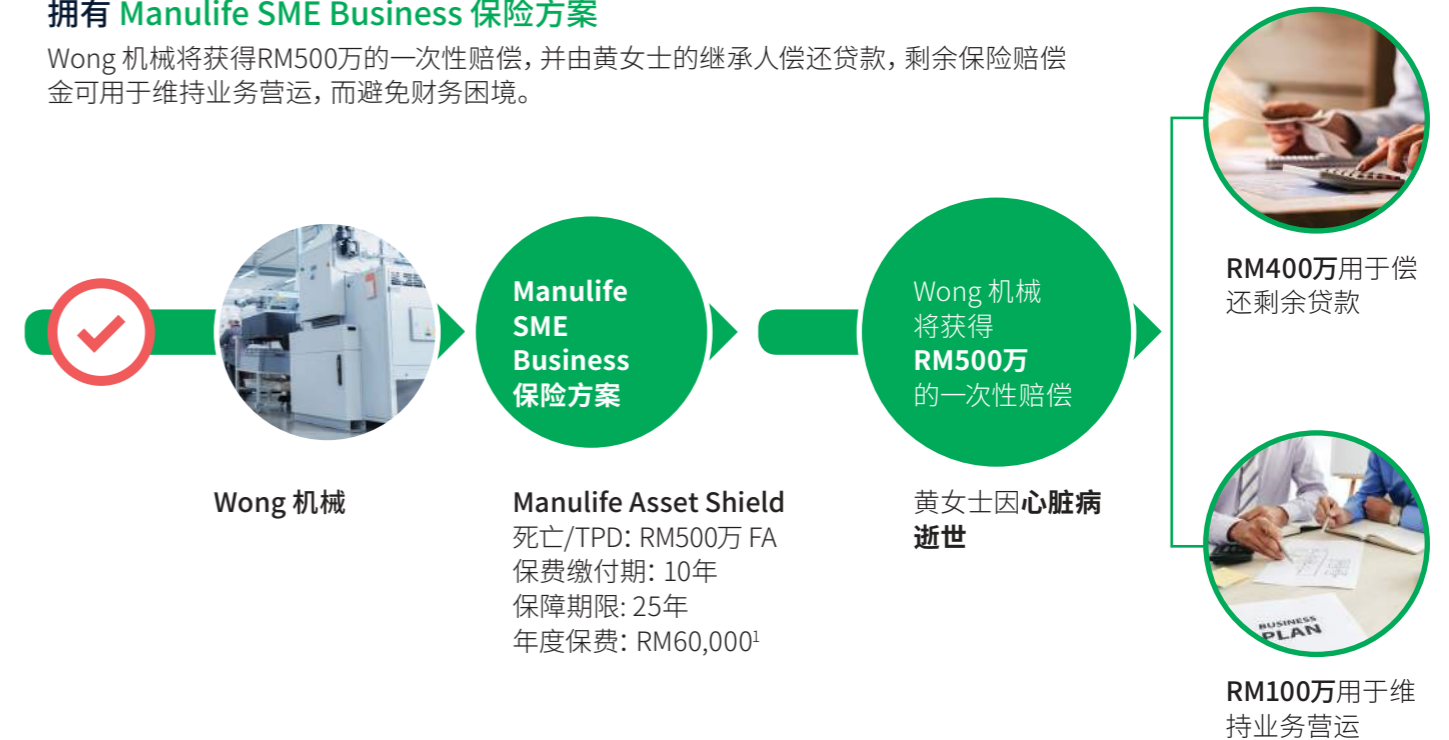 拥有 Manulife SME Business 保险方案
Wong 机械将获得RM500万的一次性赔偿，并由黄女士的继承人偿还贷款，剩余保险赔偿
金可用于维持业务营运，而避免财务困境。
Manulife
SME
Business
保险方案
Wong 机械
将获得
RM500万
的一次性赔偿
RM400万用于偿
还剩余贷款
Wong 机械
Manulife Asset Shield
死亡/TPD：RM500万 FA
保费缴付期：10年
保障期限: 25年
年度保费：RM60,000¹
黄女士因心脏病
逝世
BUSINESS
PLAN
RM100万用于维
持业务营运